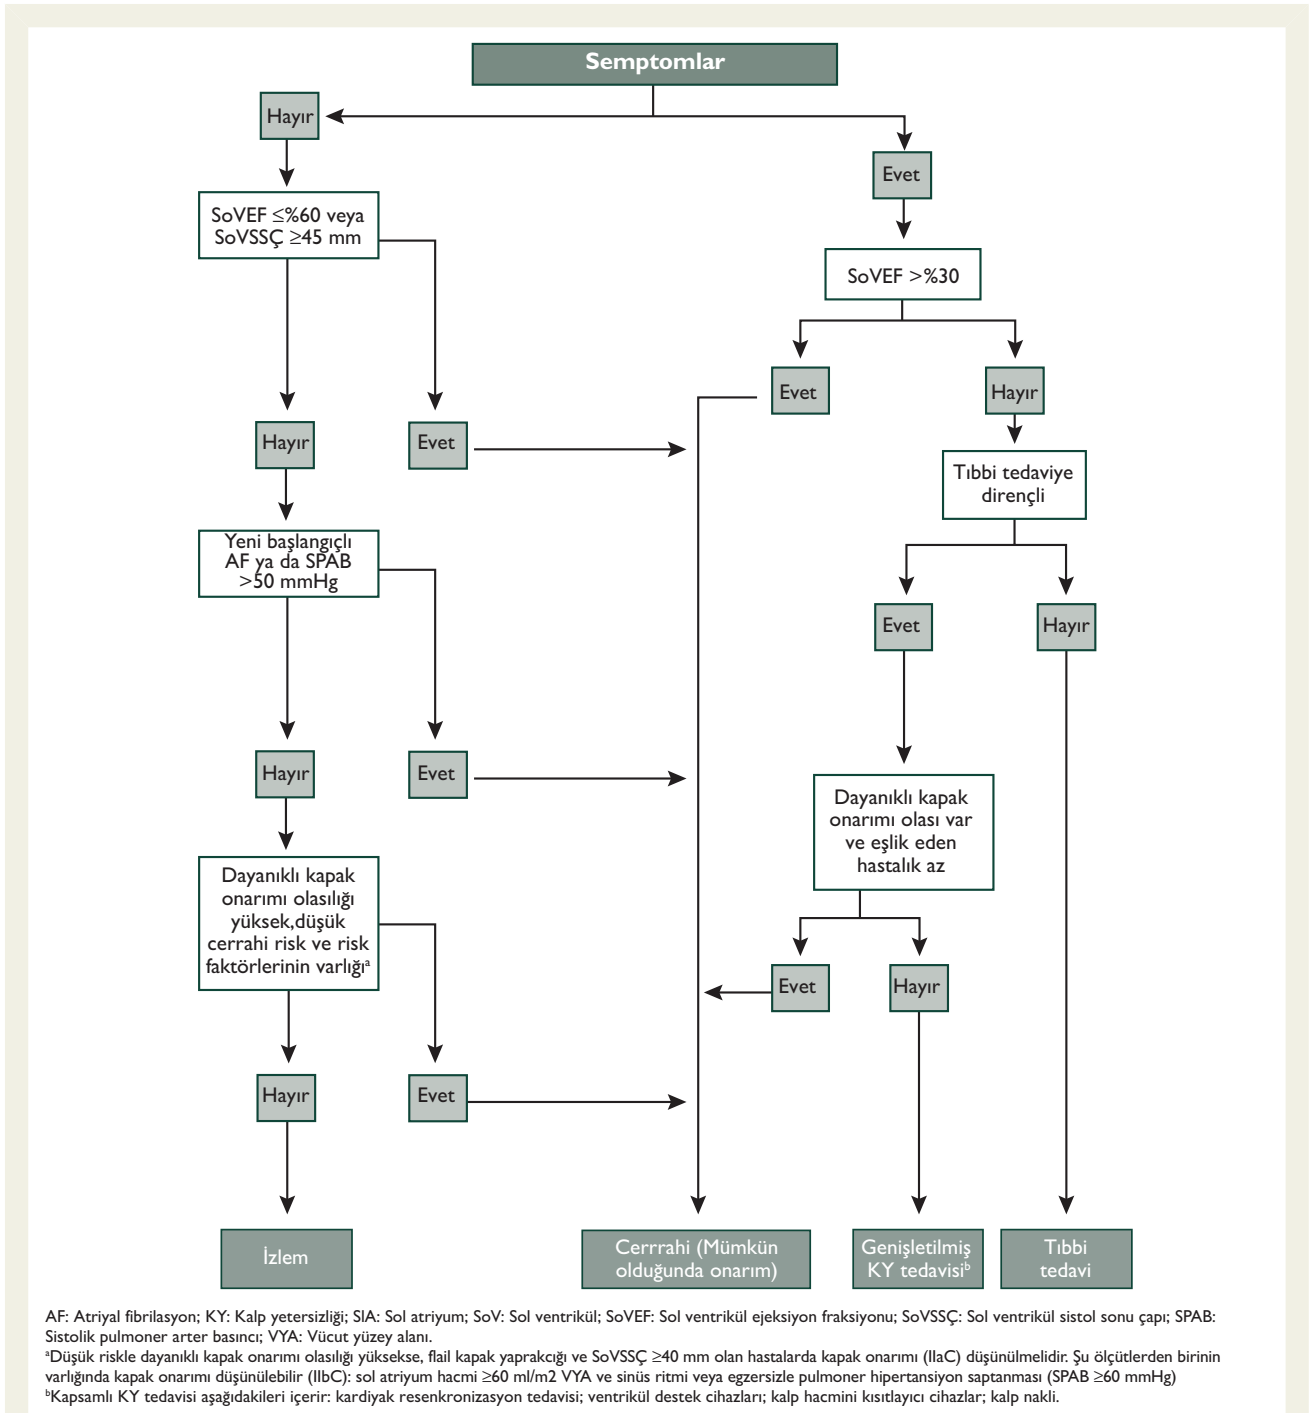 Semptomlar
Hayır
Evet
SoVEF ≤%60 veya
SoVSSÇ ≥45 mm
SoVEF >%30
Evet
Hayır
Hayır
Evet
Tıbbi tedaviye
dirençli
Yeni başlangıçlı
AF ya da SPAB
>50 mmHg
Evet
Hayır
Hayır
Evet
Dayanıklı kapak
onarımı olası var
ve eşlik eden
hastalık az
Dayanıklı kapak
onarımı olasılığı
yüksek,düşük
cerrahi risk ve risk
faktörlerinin varlığıᵃ
Evet
Hayır
Hayır
Evet
İzlem
Cerrrahi (Mümkün
olduğunda onarım)
Genişletilmiş
KY tedavisiᵇ
Tıbbi
tedavi
AF: Atriyal fibrilasyon; KY: Kalp yetersizliği; SlA: Sol atriyum; SoV: Sol ventrikül; SoVEF: Sol ventrikül ejeksiyon fraksiyonu; SoVSSÇ: Sol ventrikül sistol sonu çapı; SPAB:
Sistolik pulmoner arter basıncı; VYA: Vücut yüzey alanı.
ᵃDüşük riskle dayanıklı kapak onarımı olasılığı yüksekse, flail kapak yaprakcığı ve SoVSSÇ ≥40 mm olan hastalarda kapak onarımı (IIaC) düşünülmelidir. Şu ölçütlerden birinin
varlığında kapak onarımı düşünülebilir (IIbC): sol atriyum hacmi ≥60 ml/m2 VYA ve sinüs ritmi veya egzersizle pulmoner hipertansiyon saptanması (SPAB ≥60 mmHg)
ᵇKapsamlı KY tedavisi aşağıdakileri içerir: kardiyak resenkronizasyon tedavisi; ventrikül destek cihazları; kalp hacmini kısıtlayıcı cihazlar; kalp nakli.